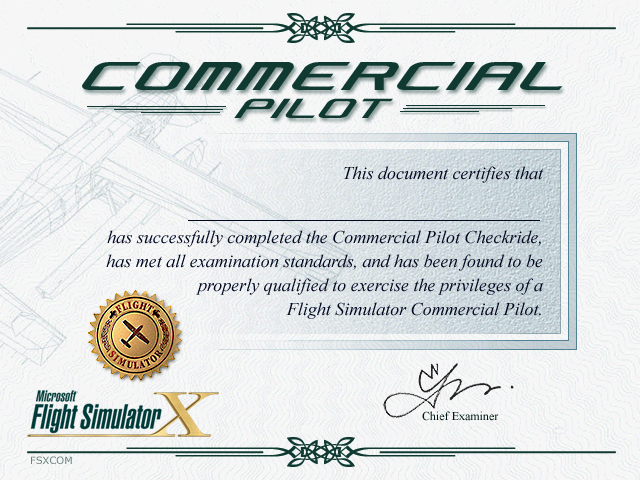 COMMERCIAL
PILOT
This document certifies that
has successfully completed the Commercial Pilot Checkride,
has met all examination standards, and has been found to be
properly qualified to exercise the privileges of a
Flight Simulator Commercial Pilot.
FLIGHT
SIMULATOR
Microsoft
Flight Simulator X
Chief Examiner
FSXCOM